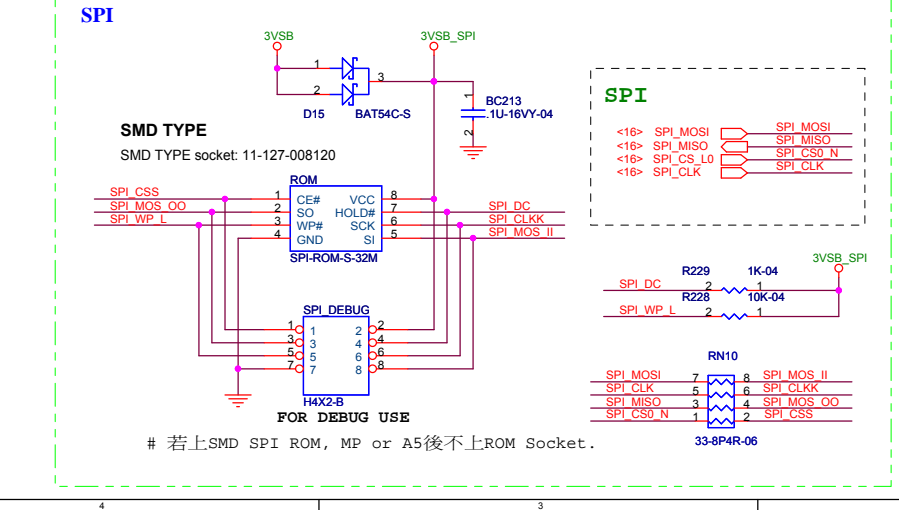 SPI
3VSB
3VSB_SPI
1
3
2
D15
BAT54C-S
1
2
BC213
.1U-16VY-04
SMD TYPE
SMD TYPE socket: 11-127-008120
ROM
SPI_CSS
1
CE#
VCC
8
SPI_MOS_OO
2
SO
HOLD#
7
SPI_DC
SPI_WP_L
3
WP#
SCK
6
SPI_CLKK
4
GND
SI
5
SPI_MOS_II
SPI-ROM-S-32M
SPI_DEBUG
1
1
2
2
3
3
4
4
5
5
6
6
7
7
8
8
H4X2-B
FOR DEBUG USE
# 若上SMD SPI ROM, MP or A5後不上ROM Socket.
SPI
<16> SPI_MOSI
SPI_MOSI
<16> SPI_MISO
SPI_MISO
<16> SPI_CS_L0
SPI_CS0_N
<16> SPI_CLK
SPI_CLK
3VSB_SPI
R229
1K-04
SPI_DC
2
1
R228
10K-04
SPI_WP_L
2
1
RN10
SPI_MOSI
7
8
SPI_MOS_II
SPI_CLK
5
6
SPI_CLKK
SPI_MISO
3
4
SPI_MOS_OO
SPI_CS0_N
1
2
SPI_CSS
33-8P4R-06
4
3